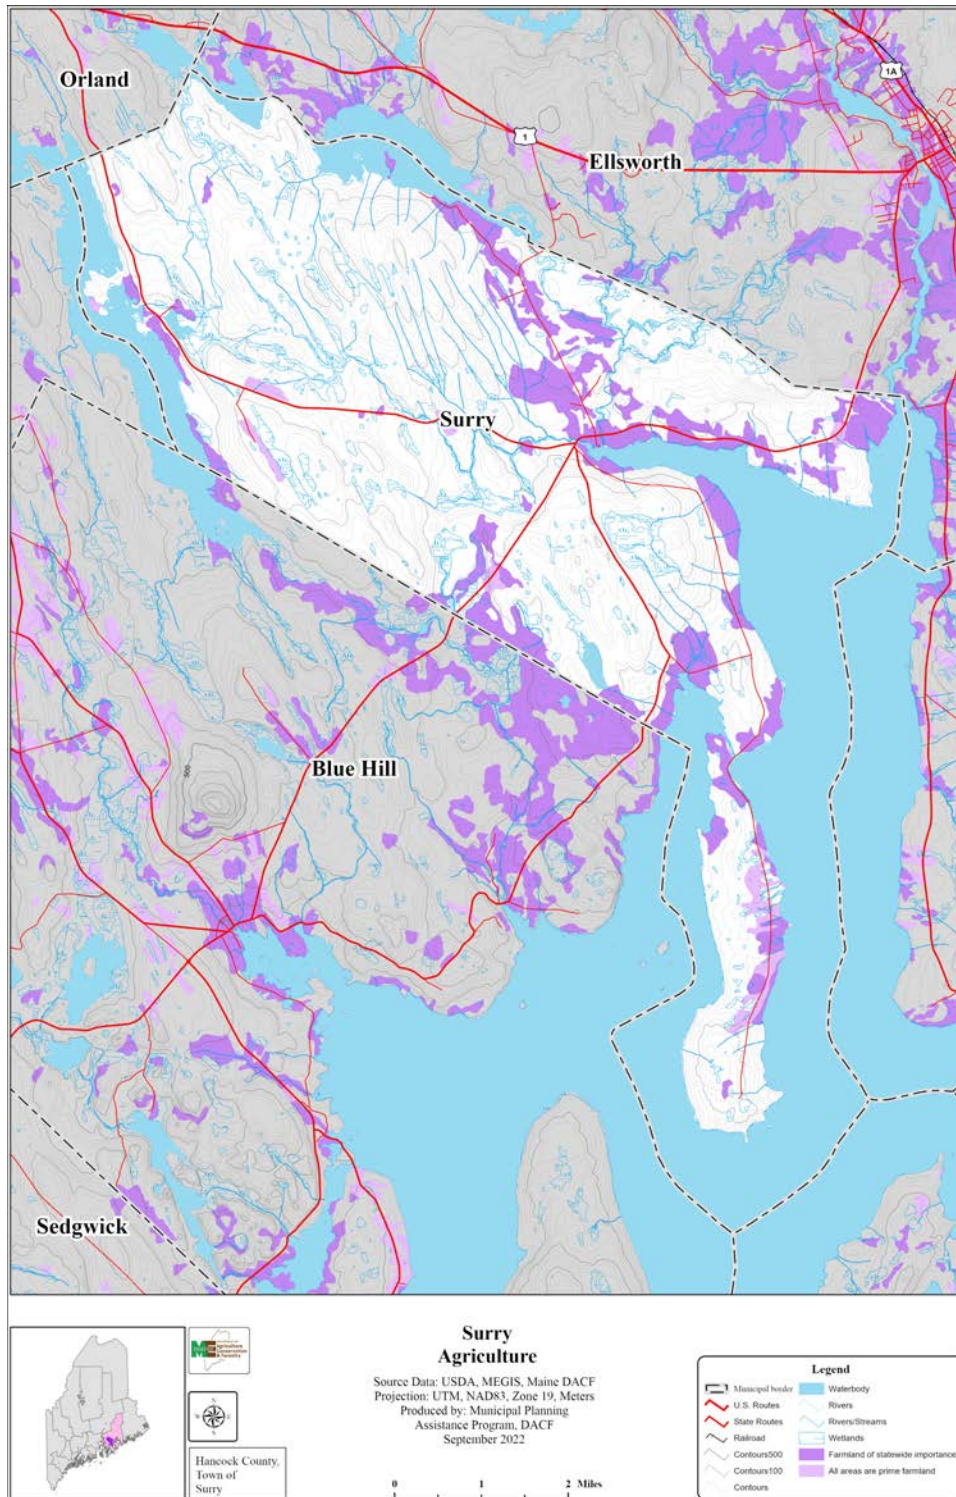 Orland
1A
1
Ellsworth
Surry
500
Blue Hill
Sedgwick
Surry
Agriculture
Source Data: USDA, MEGIS, Maine DACF
Projection: UTM, NAD83, Zone 19, Meters
Produced by: Municipal Planning
Assistance Program, DACF
September 2022
0 1 2 Miles
Agriculture
Conservation
& Forestry
Hancock County,
Town of
Surry
Legend
Municipal border
U.S. Routes
State Routes
Railroad
Contours500
Contours100
Contours
Waterbody
Rivers
Rivers/Streams
Wetlands
Farmland of statewide importance
All areas are prime farmland